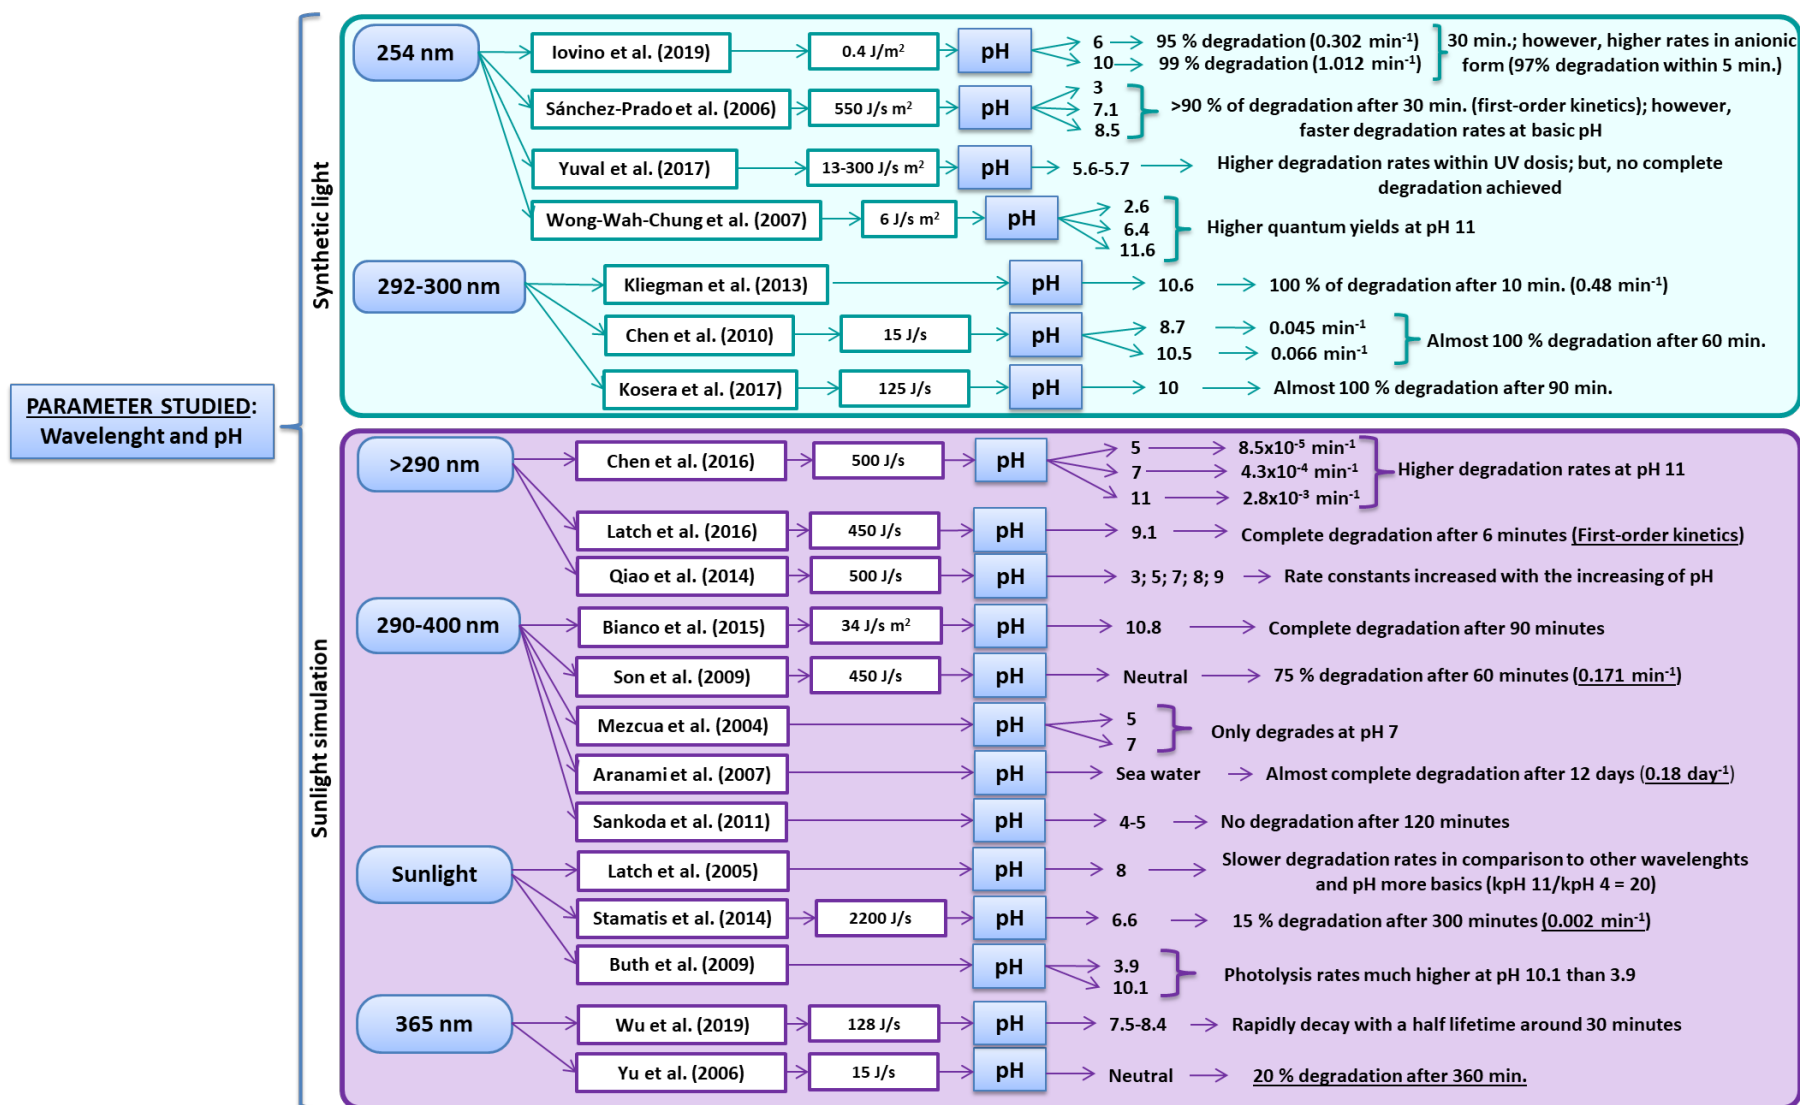 PARAMETER STUDIED:
Wavelenght and pH
Synthetic light
254 nm
Iovino et al. (2019)
0.4 J/m²
pH
6
95 % degradation (0.302 min⁻¹)
10
99 % degradation (1.012 min⁻¹)
30 min.; however, higher rates in anionic
form (97% degradation within 5 min.)
Sánchez-Prado et al. (2006)
550 J/s m²
pH
3
7.1
8.5
>90 % of degradation after 30 min. (first-order kinetics); however,
faster degradation rates at basic pH
Yuval et al. (2017)
13-300 J/s m²
pH
5.6-5.7
Higher degradation rates within UV dosis; but, no complete
degradation achieved
Wong-Wah-Chung et al. (2007)
6 J/s m²
pH
2.6
6.4
11.6
Higher quantum yields at pH 11
292-300 nm
Kliegman et al. (2013)
pH
10.6
100 % of degradation after 10 min. (0.48 min⁻¹)
Chen et al. (2010)
15 J/s
pH
8.7
0.045 min⁻¹
10.5
0.066 min⁻¹
Almost 100 % degradation after 60 min.
Kosera et al. (2017)
125 J/s
pH
10
Almost 100 % degradation after 90 min.
Sunlight simulation
>290 nm
Chen et al. (2016)
500 J/s
pH
5
8.5x10⁻⁵ min⁻¹
7
4.3x10⁻⁴ min⁻¹
11
2.8x10⁻³ min⁻¹
Higher degradation rates at pH 11
Latch et al. (2016)
450 J/s
pH
9.1
Complete degradation after 6 minutes (First-order kinetics)
Qiao et al. (2014)
500 J/s
pH
3; 5; 7; 8; 9
Rate constants increased with the increasing of pH
290-400 nm
Bianco et al. (2015)
34 J/s m²
pH
10.8
Complete degradation after 90 minutes
Son et al. (2009)
450 J/s
pH
Neutral
75 % degradation after 60 minutes (0.171 min⁻¹)
Mezcua et al. (2004)
pH
5
7
Only degrades at pH 7
Aranami et al. (2007)
pH
Sea water
Almost complete degradation after 12 days (0.18 day⁻¹)
Sankoda et al. (2011)
pH
4-5
No degradation after 120 minutes
Sunlight
Latch et al. (2005)
pH
8
Slower degradation rates in comparison to other wavelenghts
and pH more basics (kpH 11/kpH 4 = 20)
Stamatis et al. (2014)
2200 J/s
pH
6.6
15 % degradation after 300 minutes (0.002 min⁻¹)
Buth et al. (2009)
pH
3.9
10.1
Photolysis rates much higher at pH 10.1 than 3.9
365 nm
Wu et al. (2019)
128 J/s
pH
7.5-8.4
Rapidly decay with a half lifetime around 30 minutes
Yu et al. (2006)
15 J/s
pH
Neutral
20 % degradation after 360 min.